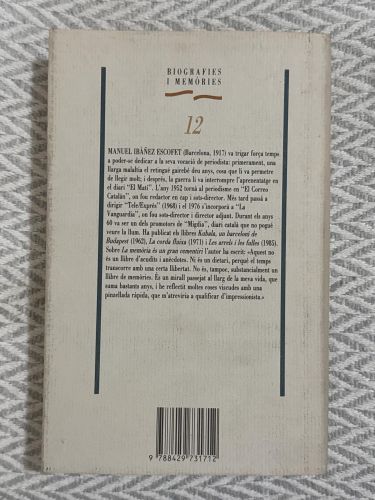 BIOGRAFIES
I MEMÒRIES
12
MANUEL IBÁÑEZ ESCOFET (Barcelona, 1917) va trigar força temps
a poder-se dedicar a la seva vocació de periodista: primerament, una
llarga malaltia el retingué gairebé deu anys, cosa que li va permetre
de llegir molt; i després, la guerra li va interrompre l'aprenentatge en
el diari "El Matí". L'any 1952 torná al periodisme en "El Correo
Catalán", on fou redactor en cap i sots-director. Més tard passà a
dirigir "Tele/Exprés" (1968) i el 1976 s'incorporà a "La
Vanguardia", on fou sots-director i director adjunt. Durant els anys
60 va ser un dels promotors de "Migdia", diari català que no pogué
veure la llum. Ha publicat els llibres Kubala, un barceloní de
Budapest (1962), La corda fluixa (1971) i Les arrels i les fulles (1985).
Sobre La memòria és un gran cementiri l'autor ha escrit: «Aquest no
és un llibre d'acudits i anècdotes. Ni és un dietari, perquè el temps
transcorre amb una certa llibertat. No és, tampoc, substancialment un
llibre de memòries. És un mirall passejat al llarg de la meva vida, que
suma bastants anys, i he reflectit moltes coses viscudes amb una
pinzellada ràpida, que m'atreviria a qualificar d'impressionista.»
9 788429 731712